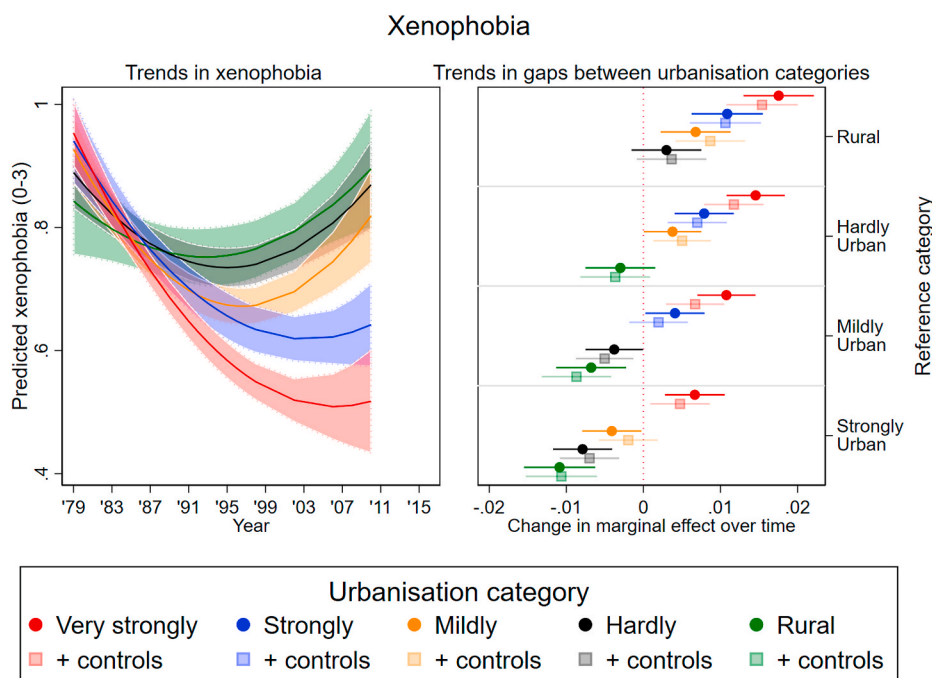 Xenophobia
Trends in xenophobia
Trends in gaps between urbanisation categories
Predicted xenophobia (0-3)
1
.8
.6
.4
'79 '83 '87 '91 '95 '99 '03 '07 '11 '15
Year
Rural
Hardly
Urban
Mildly
Urban
Strongly
Urban
Reference category
-.02 -.01 0 .01 .02
Change in marginal effect over time
Urbanisation category
Very strongly Strongly Mildly Hardly Rural
+ controls + controls + controls + controls + controls